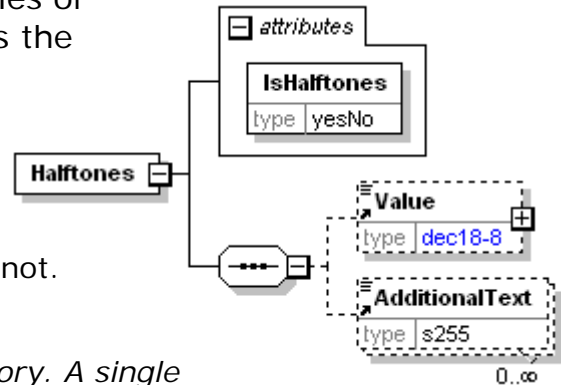 es of
s the
attributes
IsHalftones
type yesNo
Halftones
Value
type dec18-8
not.
AdditionalText
type s255
0..∞
ory. A single